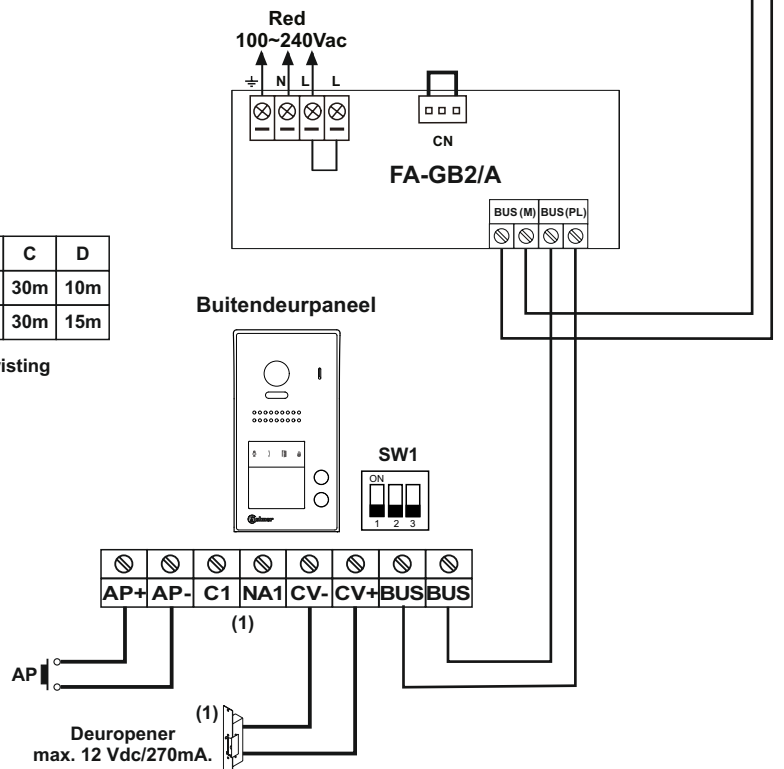 Red
100~240Vac
N L L
CN
FA-GB2/A
BUS (M) BUS (PL)
C D
30m 10m
30m 15m
isting
Buitendeurpaneel
SW1
ON
1 2 3
AP+ AP- C1 NA1 CV- CV+ BUS BUS
(1)
AP
(1)
Deuropener
max. 12 Vdc/270mA.